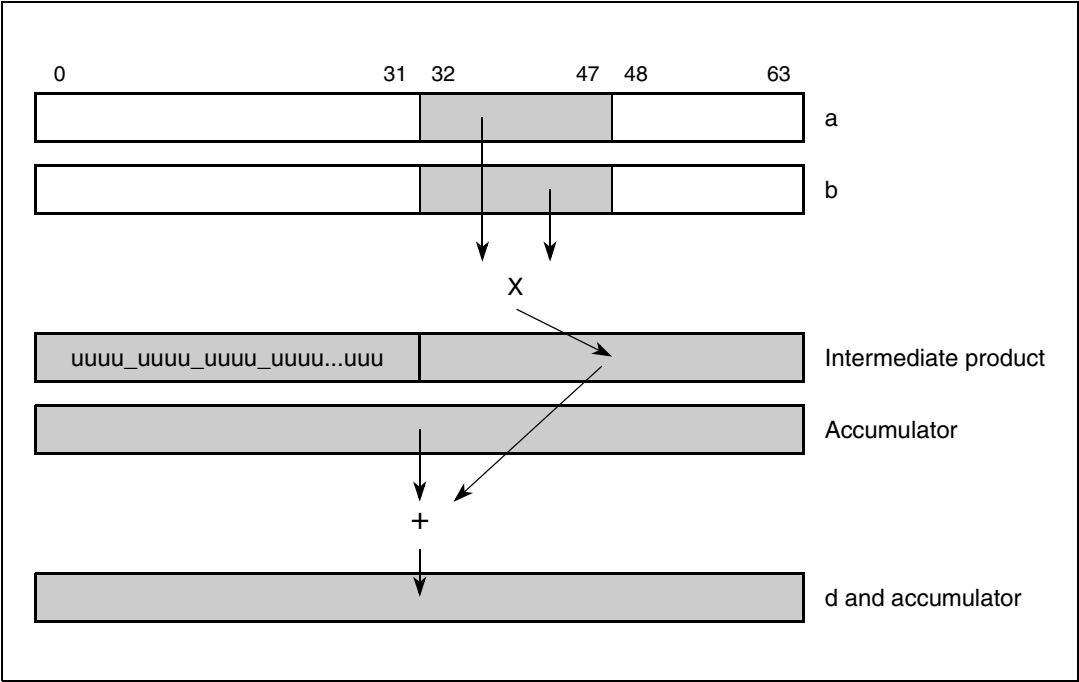 0 31 32 47 48 63
a
b
X
uuuu_uuuu_uuuu_uuuu...uuu Intermediate product
Accumulator
+
d and accumulator